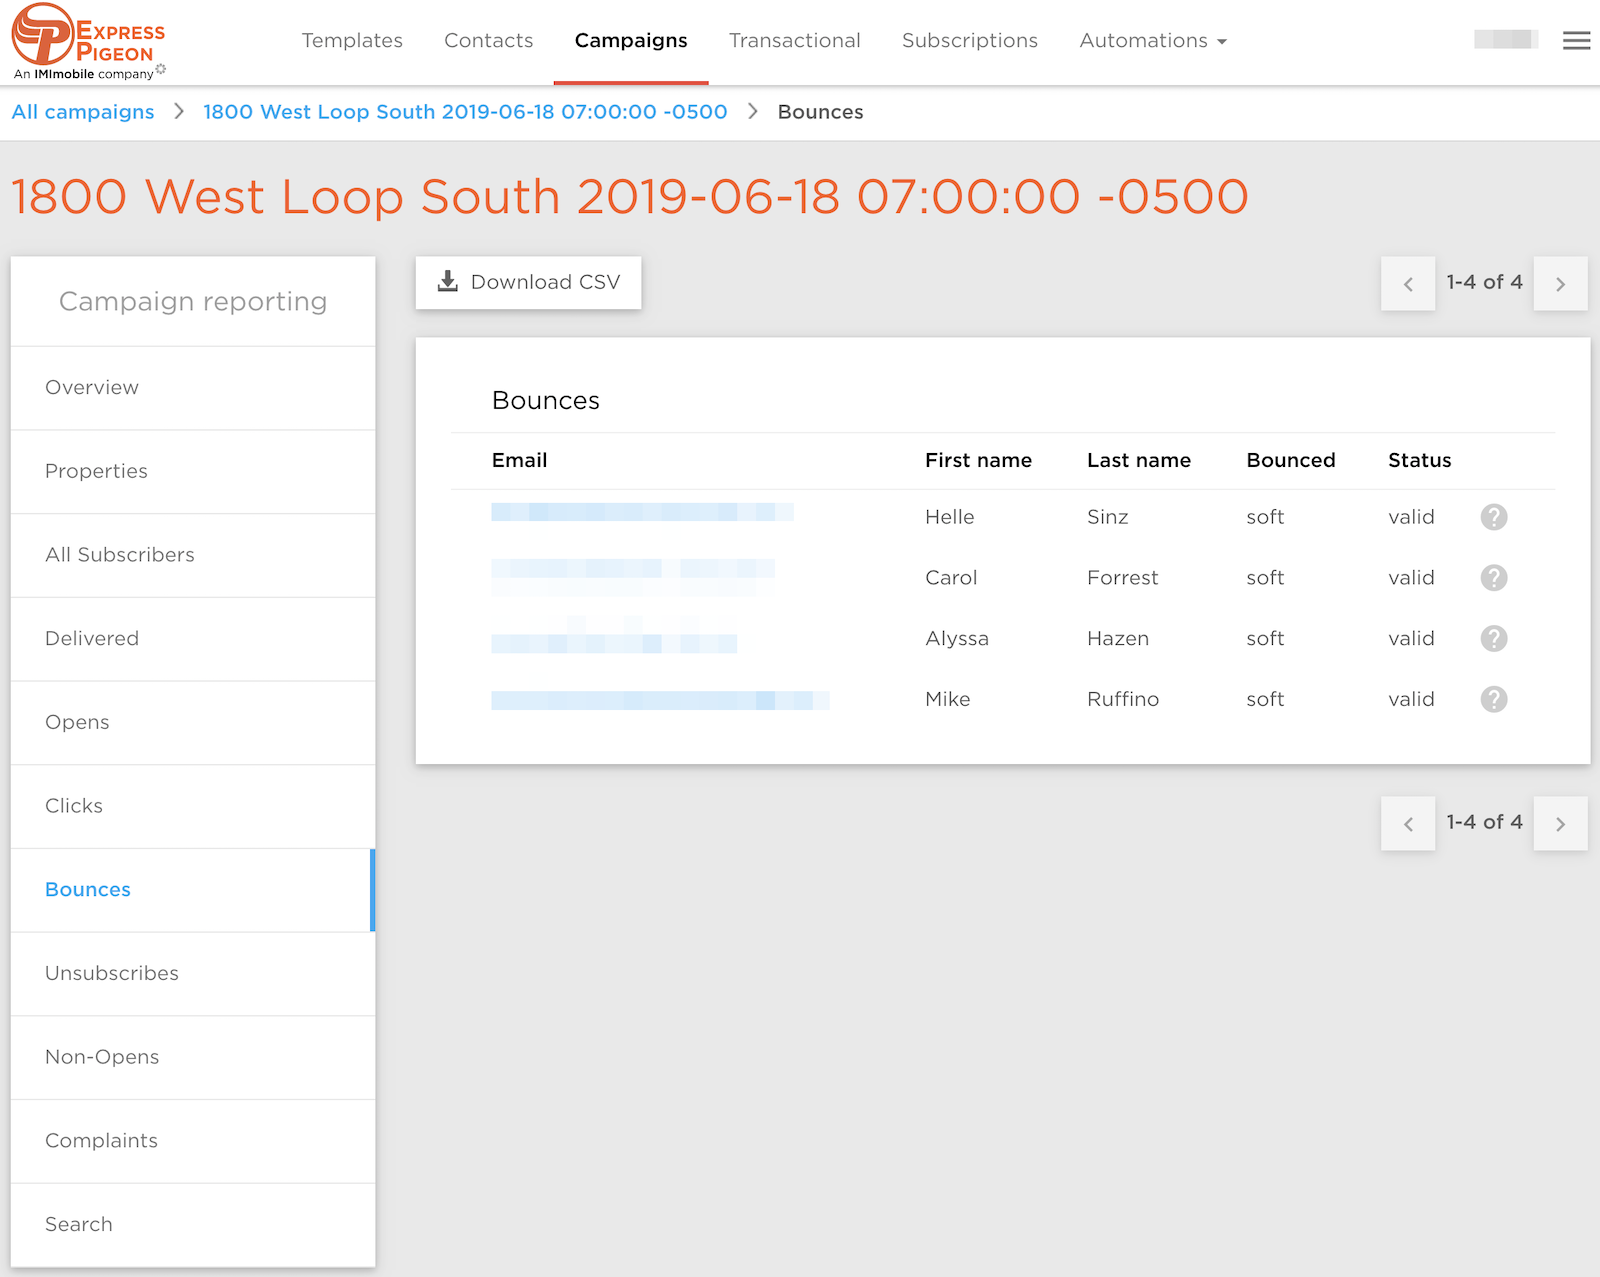 EXPRESS
PIGEON
An IMImobile company
Templates Contacts Campaigns Transactional Subscriptions Automations
All campaigns > 1800 West Loop South 2019-06-18 07:00:00 -0500 > Bounces
1800 West Loop South 2019-06-18 07:00:00 -0500
Campaign reporting
Overview
Properties
All Subscribers
Delivered
Opens
Clicks
Bounces
Unsubscribes
Non-Opens
Complaints
Search
Download CSV
< 1-4 of 4 >
Bounces
Email First name Last name Bounced Status
Helle Sinz soft valid ?
Carol Forrest soft valid ?
Alyssa Hazen soft valid ?
Mike Ruffino soft valid ?
< 1-4 of 4 >